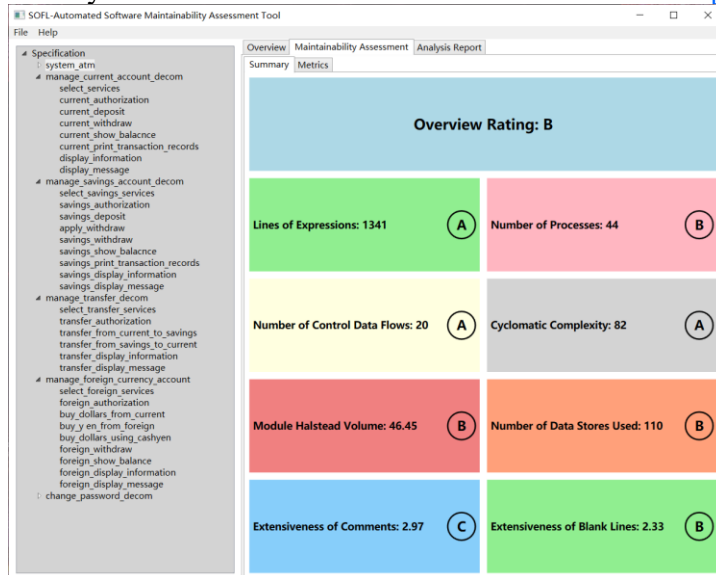 SOFL-Automated Software Maintainability Assessment Tool
File Help
Specification
system_atm
manage_current_account_decom
select_services
current_authorization
current_deposit
current_withdraw
current_show_balacnce
current_print_transaction_records
display_information
display_message
manage_savings_account_decom
select_savings_services
savings_authorization
savings_deposit
apply_withdraw
savings_withdraw
savings_show_balacnce
savings_print_transaction_records
savings_display_information
savings_display_message
manage_transfer_decom
select_transfer_services
transfer_authorization
transfer_from_current_to_savings
transfer_from_savings_to_current
transfer_display_information
transfer_display_message
manage_foreign_currency_account
select_foreign_services
foreign_authorization
buy_dollars_from_current
buy_y en_from_foreign
buy_dollars_using_cashyen
foreign_withdraw
foreign_show_balance
foreign_display_information
foreign_display_message
change_password_decom
Overview Maintainability Assessment Analysis Report
Summary Metrics
Overview Rating: B
Lines of Expressions: 1341 A
Number of Processes: 44 B
Number of Control Data Flows: 20 A
Cyclomatic Complexity: 82 A
Module Halstead Volume: 46.45 B
Number of Data Stores Used: 110 B
Extensiveness of Comments: 2.97 C
Extensiveness of Blank Lines: 2.33 B